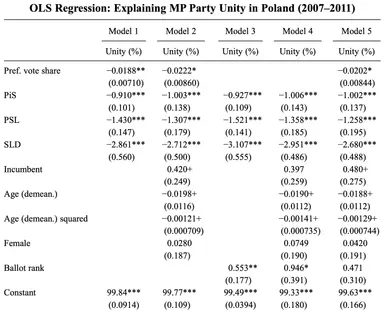 OLS Regression: Explaining MP Party Unity in Poland (2007–2011)
Model 1 Model 2 Model 3 Model 4 Model 5
Unity (%) Unity (%) Unity (%) Unity (%) Unity (%)
Pref. vote share −0.0188** −0.0222* −0.0202*
(0.00710) (0.00860) (0.00844)
PiS −0.910*** −1.003*** −0.927*** −1.006*** −1.002***
(0.101) (0.138) (0.109) (0.143) (0.137)
PSL −1.430*** −1.307*** −1.521*** −1.358*** −1.258***
(0.147) (0.179) (0.141) (0.185) (0.195)
SLD −2.861*** −2.712*** −3.107*** −2.951*** −2.680***
(0.560) (0.500) (0.555) (0.486) (0.488)
Incumbent 0.420+ 0.397 0.480+
(0.249) (0.259) (0.275)
Age (demean.) −0.0198+ −0.0190+ −0.0188+
(0.0116) (0.0112) (0.0112)
Age (demean.) squared −0.00121+ −0.00141+ −0.00129+
(0.000709) (0.000735) (0.000744)
Female 0.0280 0.0749 0.0420
(0.187) (0.190) (0.191)
Ballot rank 0.553** 0.946* 0.471
(0.177) (0.391) (0.310)
Constant 99.84*** 99.77*** 99.49*** 99.33*** 99.63***
(0.0914) (0.109) (0.0394) (0.180) (0.166)